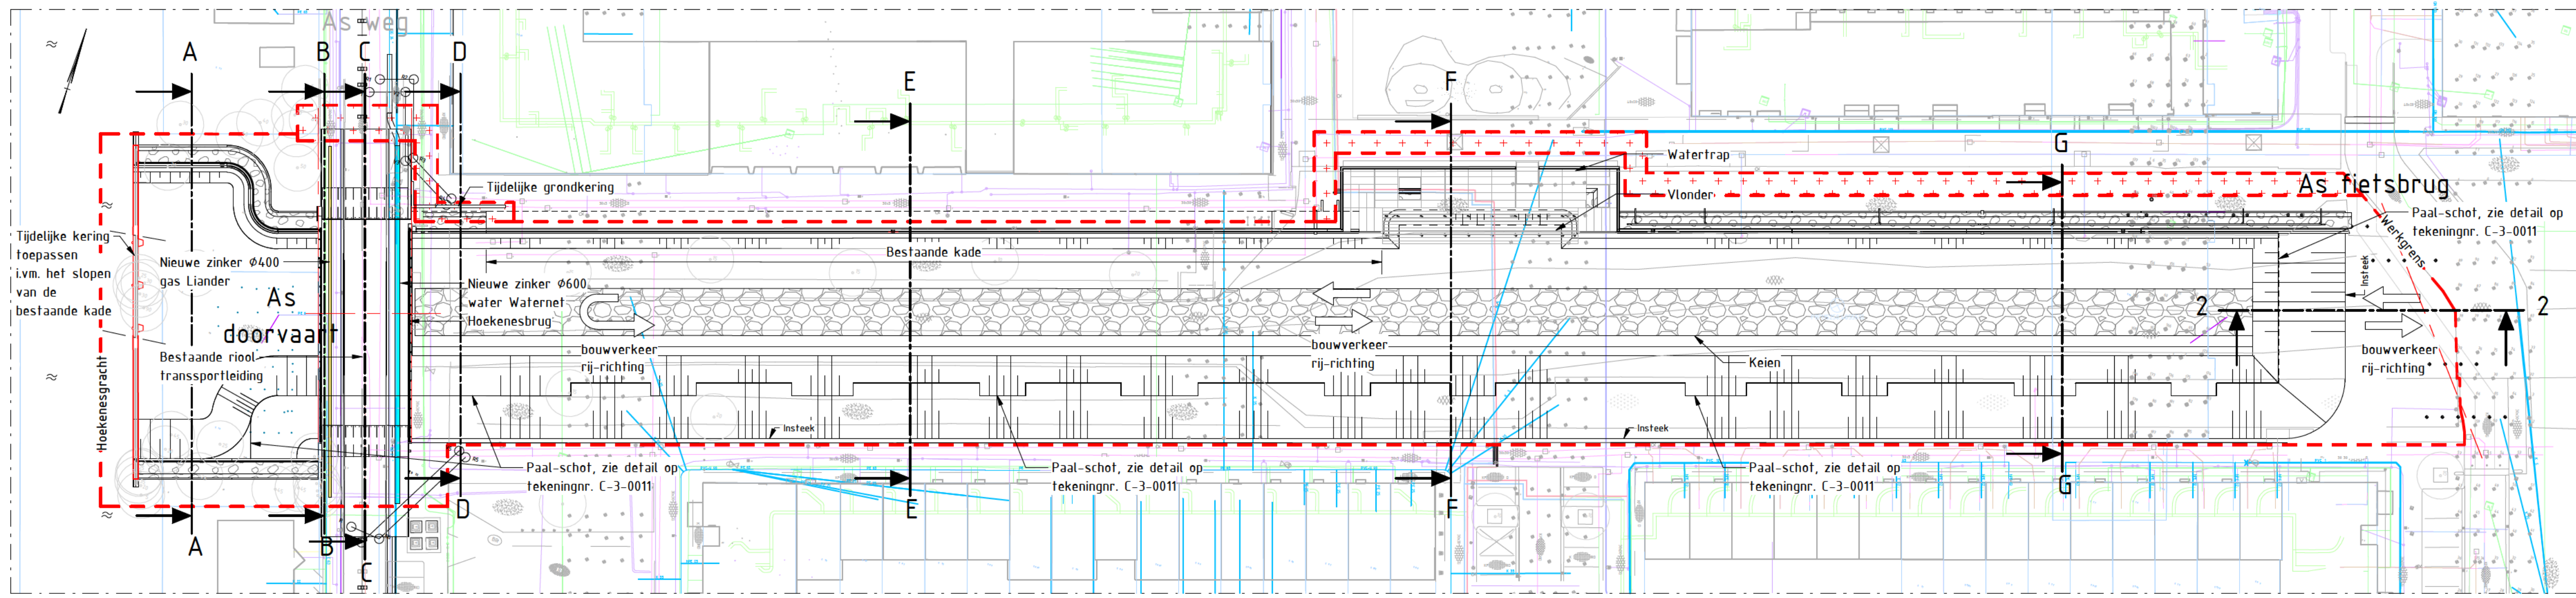 As weg
A
B
C
D
E
F
G
Tijdelijke grondkering
Watertrap
Vlonder
As fietsbrug
Paal-schot, zie detail op
tekeningnr. C-3-0011
Werkgrens
Insteek
Tijdelijke kering
toepassen
i.v.m. het slopen
van de
bestaande kade
Nieuwe zinker Ø400
gas Liander
As
doorvaart
Bestaande riool
transsportleiding
Hoekenesgracht
Nieuwe zinker Ø600
water Waternet
Hoekenesbrug
Bestaande kade
bouwverkeer
rij-richting
bouwverkeer
rij-richting
Keien
2
2
bouwverkeer
rij-richting
Insteek
Insteek
Paal-schot, zie detail op
tekeningnr. C-3-0011
Paal-schot, zie detail op
tekeningnr. C-3-0011
Paal-schot, zie detail op
tekeningnr. C-3-0011
A
B
C
D
E
F
G